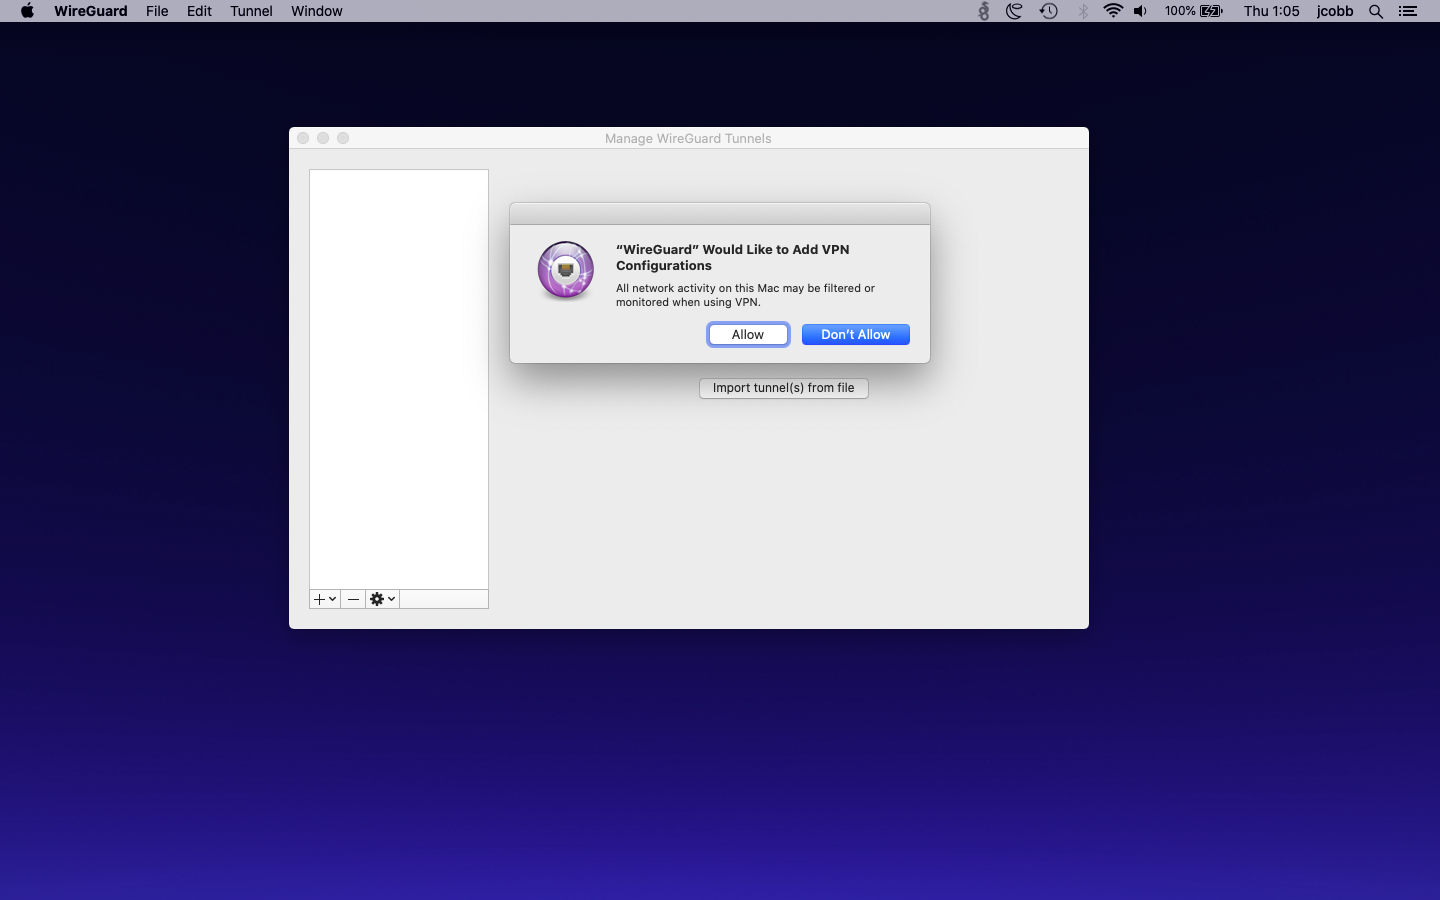 WireGuard File Edit Tunnel Window 100% Thu 1:05 jcobb
Manage WireGuard Tunnels
“WireGuard” Would Like to Add VPN
Configurations
All network activity on this Mac may be filtered or
monitored when using VPN.
Allow Don’t Allow
Import tunnel(s) from file